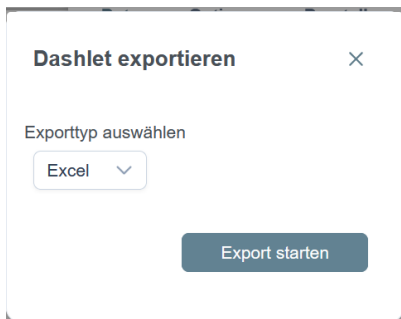 Dashlet exportieren
Exporttyp auswählen
Excel
Export starten